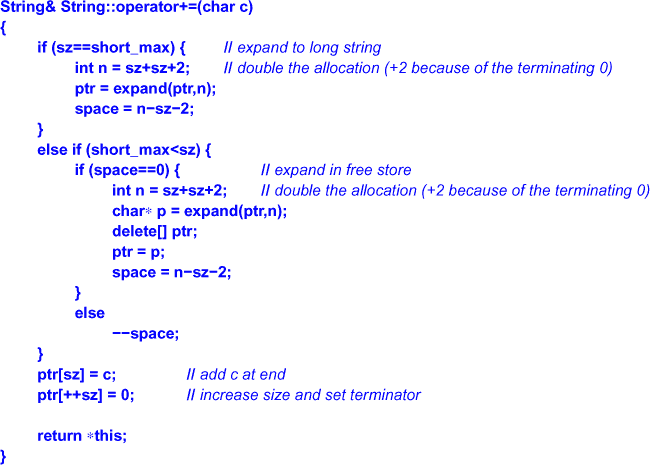 String& String::operator+=(char c)
{
if (sz==short_max) { // expand to long string
int n = sz+sz+2; // double the allocation (+2 because of the terminating 0)
ptr = expand(ptr,n);
space = n−sz−2;
}
else if (short_max<sz) {
if (space==0) { // expand in free store
int n = sz+sz+2; // double the allocation (+2 because of the terminating 0)
char∗ p = expand(ptr,n);
delete[] ptr;
ptr = p;
space = n−sz−2;
}
else
−−space;
}
ptr[sz] = c; // add c at end
ptr[++sz] = 0; // increase size and set terminator
return ∗this;
}